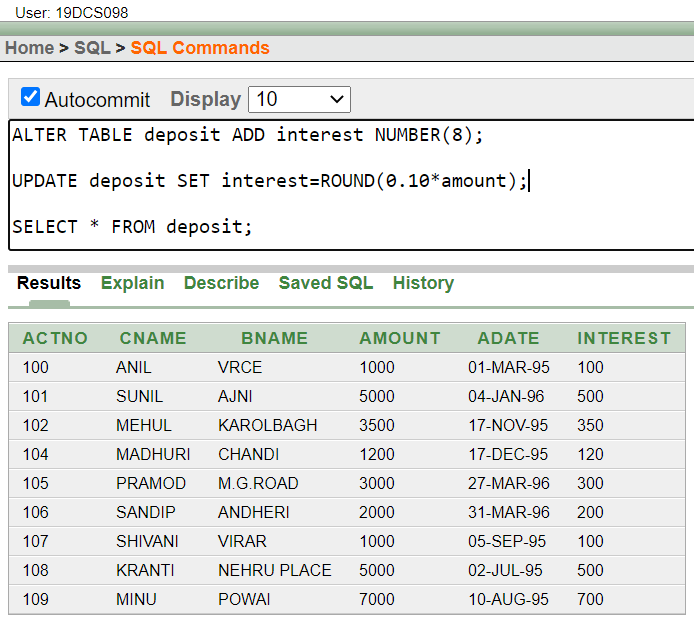 User: 19DCS098
Home > SQL > SQL Commands
Autocommit Display 10
ALTER TABLE deposit ADD interest NUMBER(8);
UPDATE deposit SET interest=ROUND(0.10*amount);
SELECT * FROM deposit;
Results Explain Describe Saved SQL History
ACTNO CNAME BNAME AMOUNT ADATE INTEREST
100 ANIL VRCE 1000 01-MAR-95 100
101 SUNIL AJNI 5000 04-JAN-96 500
102 MEHUL KAROLBAGH 3500 17-NOV-95 350
104 MADHURI CHANDI 1200 17-DEC-95 120
105 PRAMOD M.G.ROAD 3000 27-MAR-96 300
106 SANDIP ANDHERI 2000 31-MAR-96 200
107 SHIVANI VIRAR 1000 05-SEP-95 100
108 KRANTI NEHRU PLACE 5000 02-JUL-95 500
109 MINU POWAI 7000 10-AUG-95 700